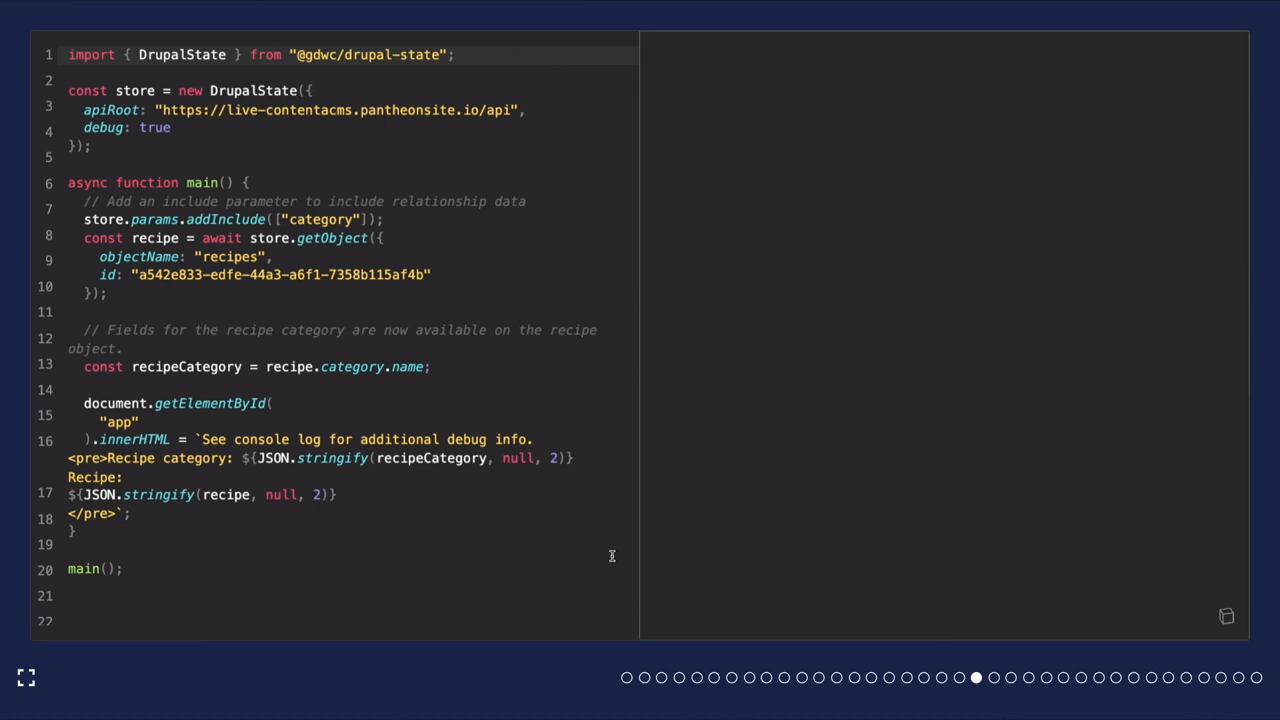 1 import { DrupalState } from "@gdwc/drupal-state";
2
3 const store = new DrupalState({
4 apiRoot: "https://live-contentacms.pantheonsite.io/api",
debug: true
5 });
6 async function main() {
7 // Add an include parameter to include relationship data
store.params.addInclude(["category"]);
8 const recipe = await store.getObject({
9 objectName: "recipes",
10 id: "a542e833-edfe-44a3-a6f1-7358b115af4b"
});
11
12 // Fields for the recipe category are now available on the recipe
object.
13 const recipeCategory = recipe.category.name;
14
document.getElementById(
15 "app"
16 ).innerHTML = `See console log for additional debug info.
<pre>Recipe category: ${JSON.stringify(recipeCategory, null, 2)}
Recipe:
17 ${JSON.stringify(recipe, null, 2)}
18 </pre>`;
}
19
20 main();
21
22